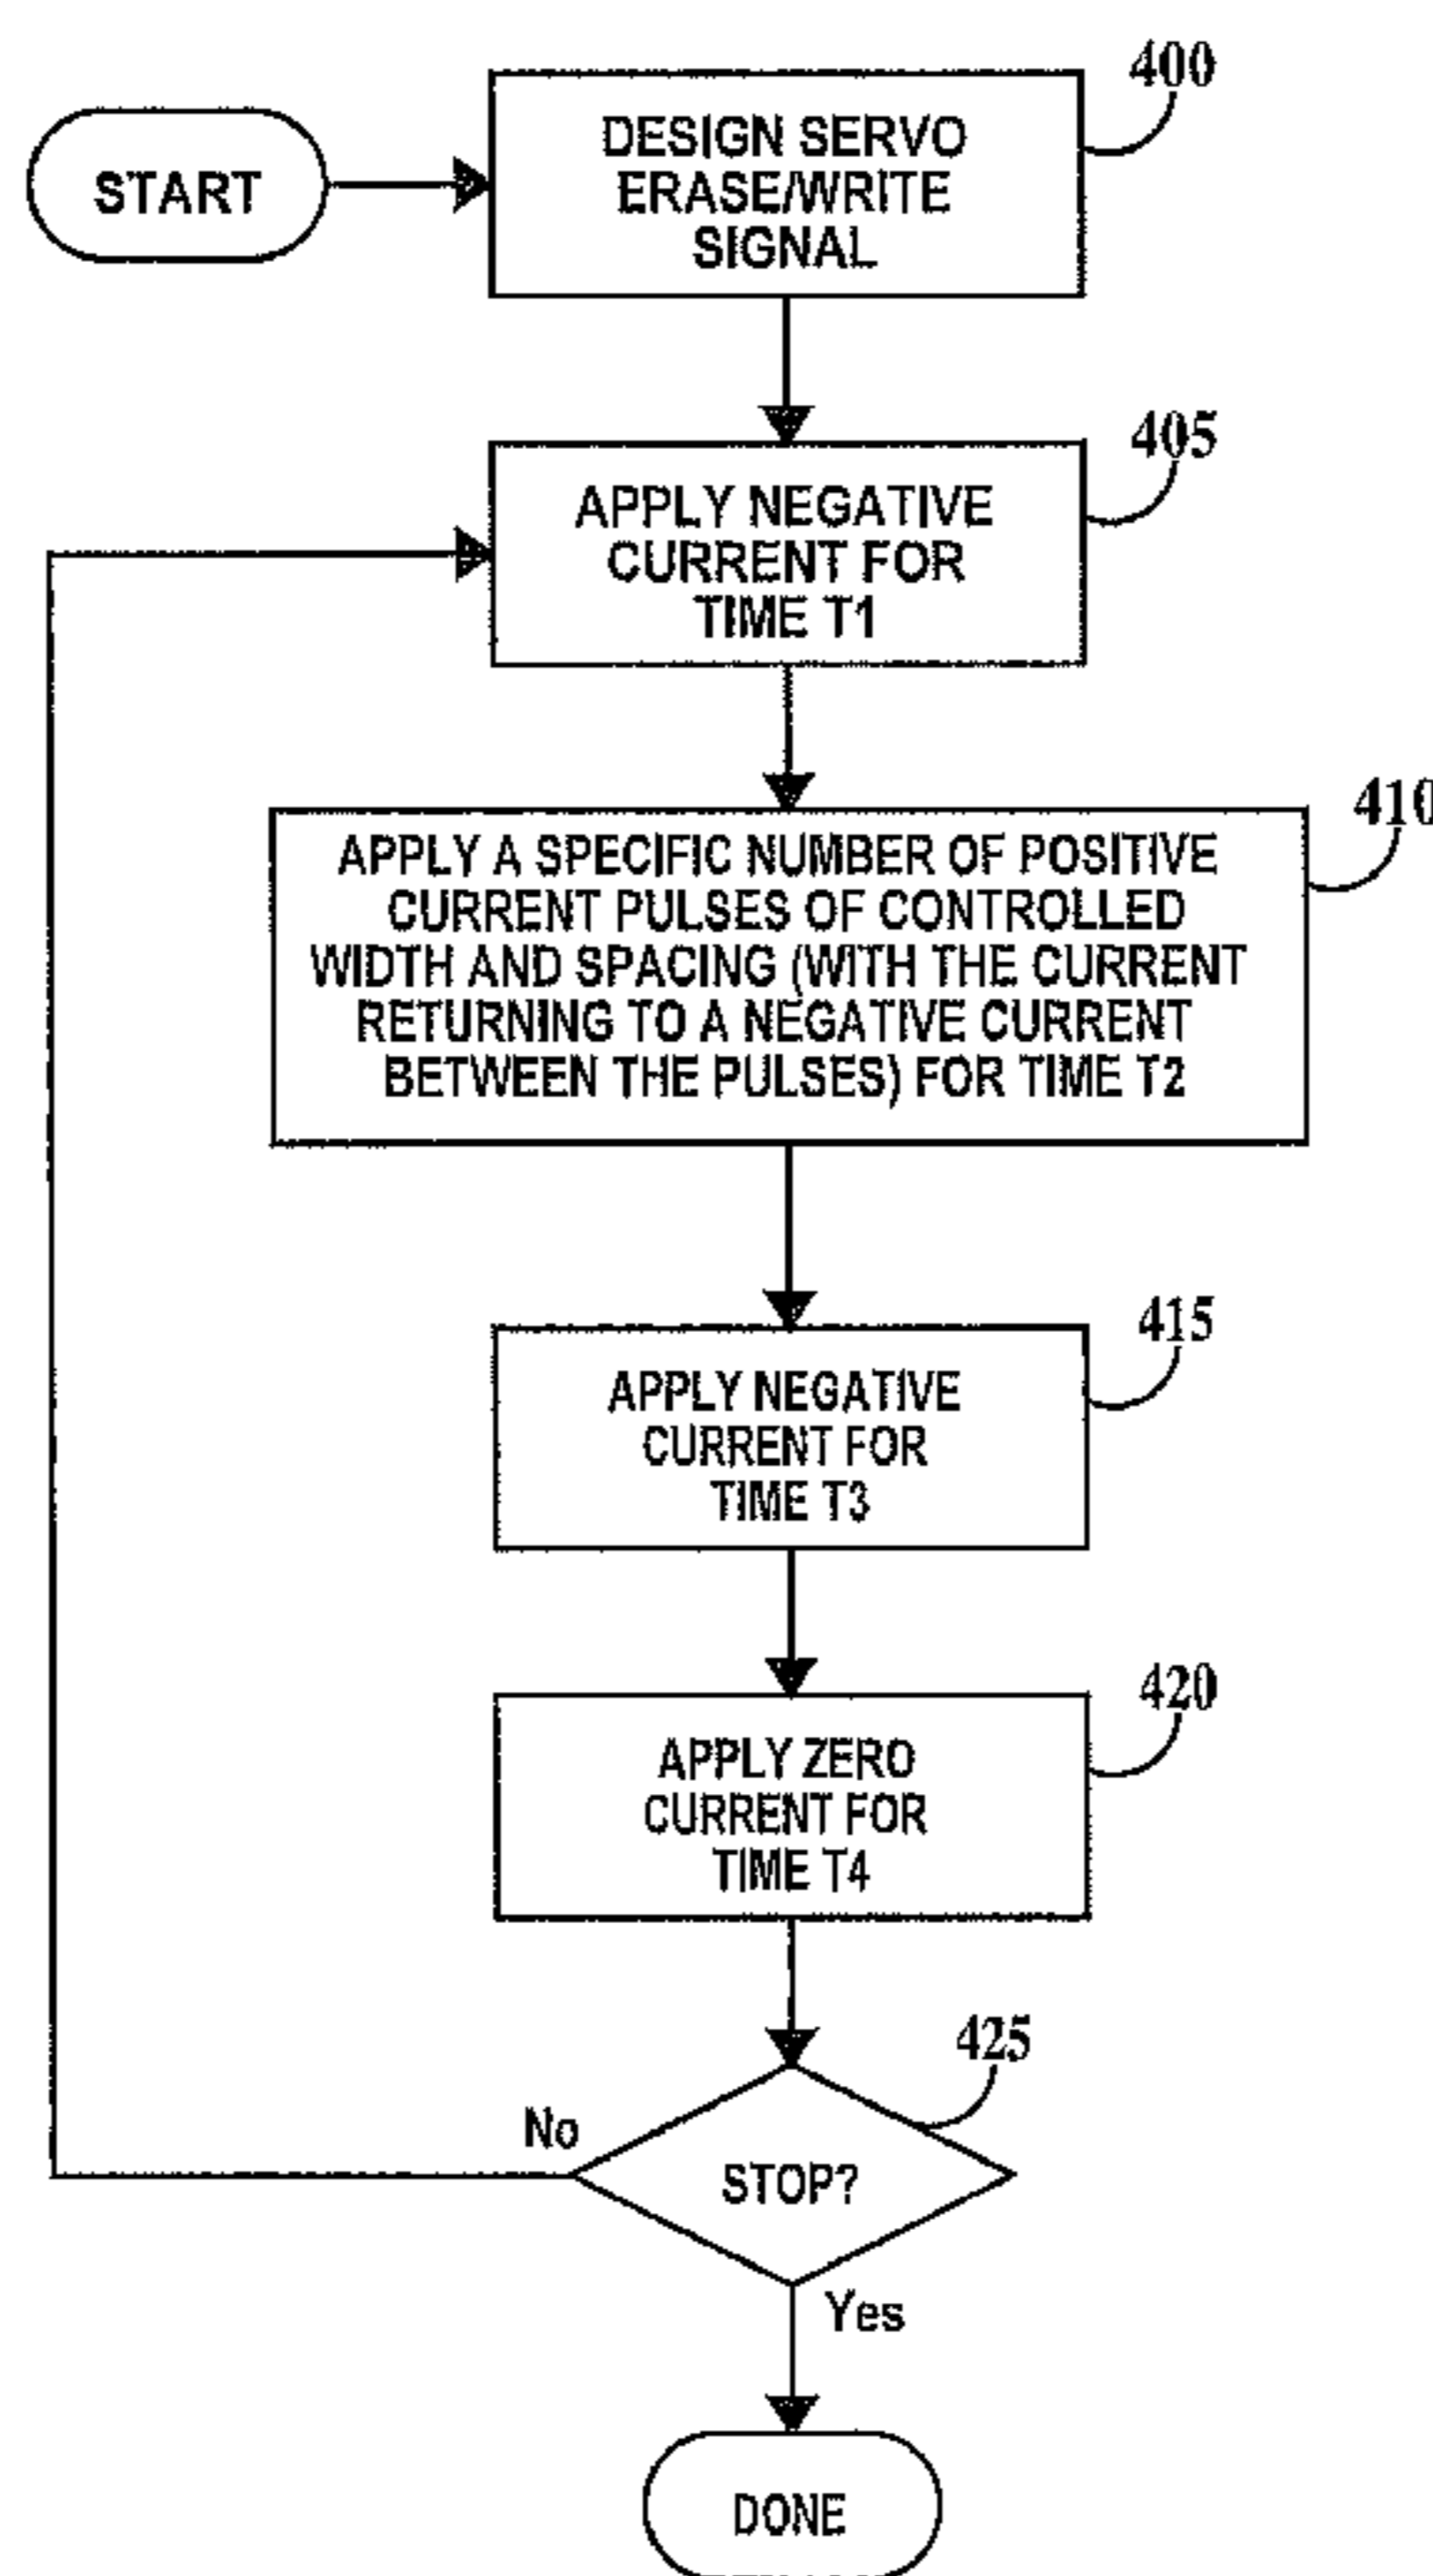 400
START
DESIGN SERVO
ERASE/WRITE
SIGNAL
405
APPLY NEGATIVE
CURRENT FOR
TIME T1
410
APPLY A SPECIFIC NUMBER OF POSITIVE
CURRENT PULSES OF CONTROLLED
WIDTH AND SPACING (WITH THE CURRENT
RETURNING TO A NEGATIVE CURRENT
BETWEEN THE PULSES) FOR TIME T2
415
APPLY NEGATIVE
CURRENT FOR
TIME T3
420
APPLY ZERO
CURRENT FOR
TIME T4
425
No
STOP?
Yes
DONE